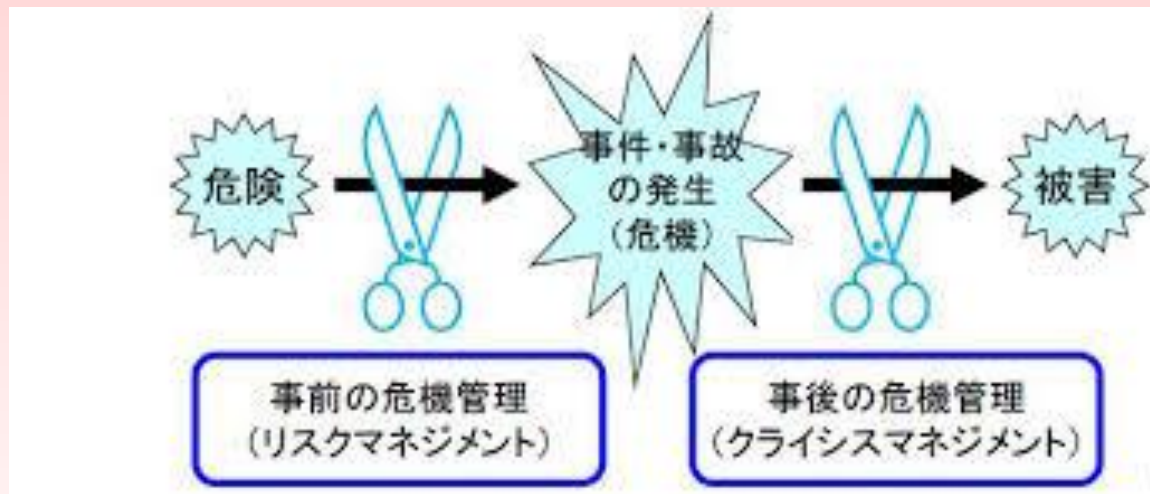 危険
事件・事故
の発生
（危機）
被害
事前の危機管理
（リスクマネジメント）
事後の危機管理
（クライシスマネジメント）